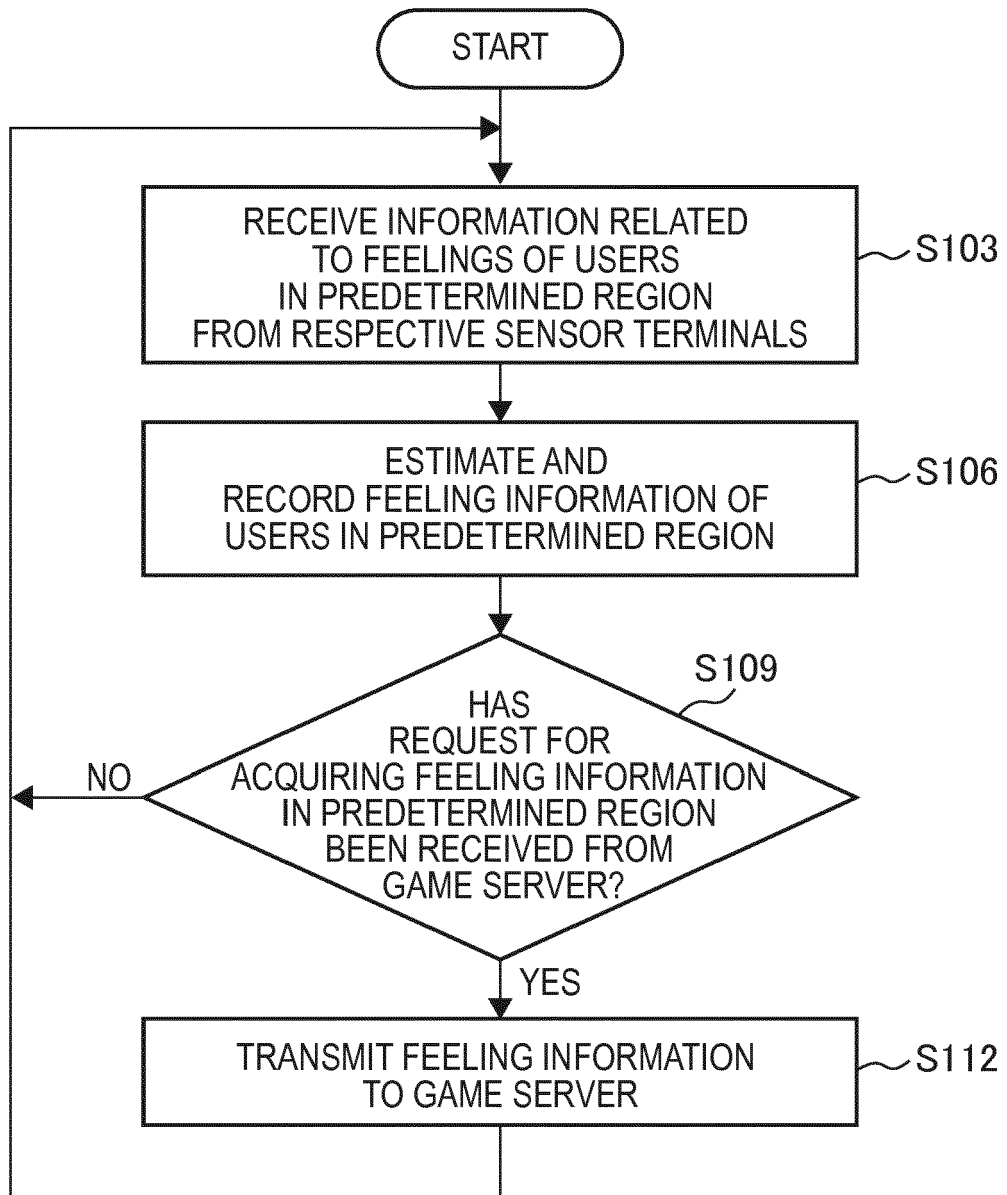 START
RECEIVE INFORMATION RELATED
TO FEELINGS OF USERS
IN PREDETERMINED REGION
FROM RESPECTIVE SENSOR TERMINALS
S103
ESTIMATE AND
RECORD FEELING INFORMATION OF
USERS IN PREDETERMINED REGION
S106
S109
HAS
REQUEST FOR
ACQUIRING FEELING INFORMATION
IN PREDETERMINED REGION
BEEN RECEIVED FROM
GAME SERVER?
NO
YES
TRANSMIT FEELING INFORMATION
TO GAME SERVER
S112